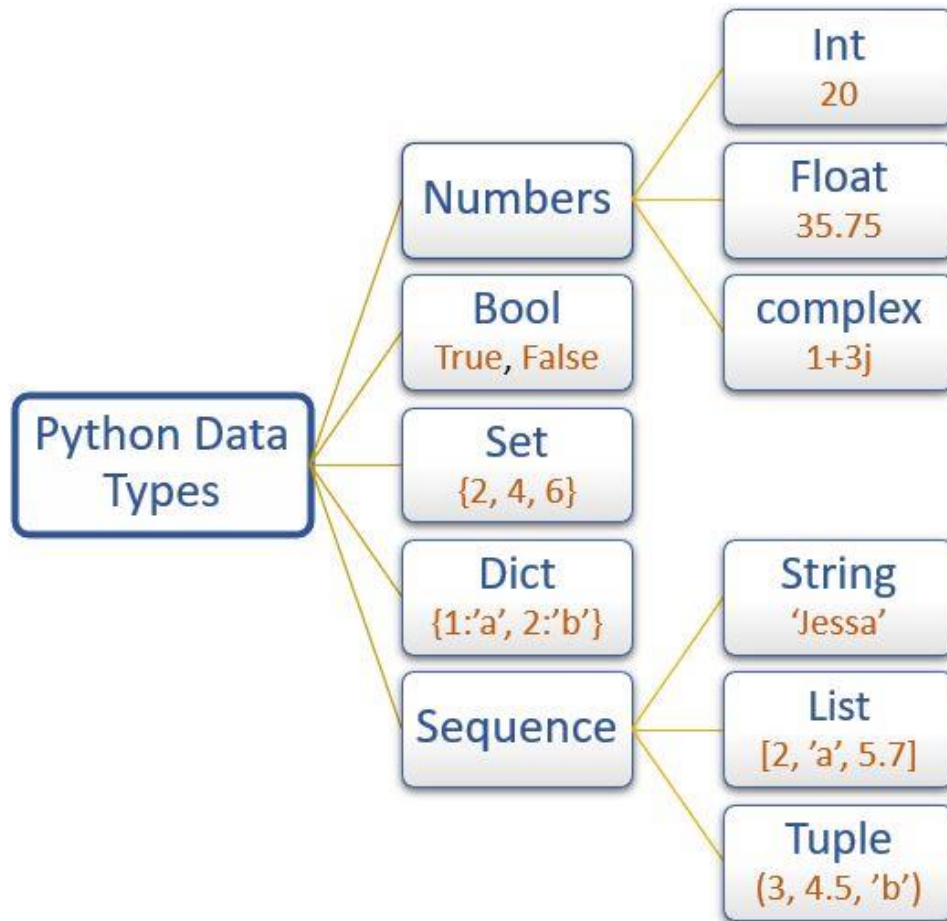 Python Data
Types
Numbers
Int
20
Float
35.75
complex
1+3j
Bool
True, False
Set
{2, 4, 6}
Dict
{1:’a’, 2:’b’}
Sequence
String
‘Jessa’
List
[2, ’a’, 5.7]
Tuple
(3, 4.5, ’b’)